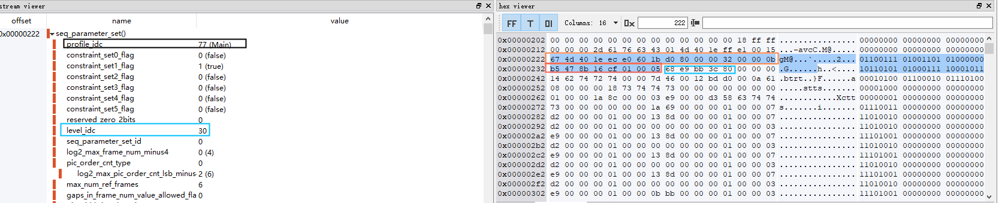 stream viewer
offset name value
0x00000222 seq_parameter_set()
profile_idc 77 (Main)
constraint_set0_flag 0 (false)
constraint_set1_flag 1 (true)
constraint_set2_flag 0 (false)
constraint_set3_flag 0 (false)
constraint_set4_flag 0 (false)
constraint_set5_flag 0 (false)
reserved_zero_2bits 0
level_idc 30
seq_parameter_set_id 0
log2_max_frame_num_minus4 0 (4)
pic_order_cnt_type 0
log2_max_pic_order_cnt_lsb_minus 2 (6)
max_num_ref_frames 6
gaps_in_frame_num_value_allowed_fla 0
hex viewer
FF T 01 Columns: 16 0x 222
0x00000202 00 00 00 00 00 00 00 00 00 00 00 00 00 18 ff ff ................ 00000000 00000000 00000000
0x00000212 00 00 00 2d 61 76 63 43 01 4d 40 1e ff e1 00 15 ...-avcC.M@..... 00000000 00000000 00000000
0x00000222 67 4d 40 1e ec e0 60 1b d0 80 00 00 32 00 00 0b gM@...`.....2... 01100111 01001101 01000000
0x00000232 b5 47 8b 16 cf 01 00 05 68 e9 bb 3c 80 00 00 00 .G......h..<.... 10110101 01000111 10001011
0x00000242 14 62 74 72 74 00 00 7d 46 00 12 bd d0 00 0a 61 .btrt..}F......a 00010100 01100010 01110100
0x00000252 08 00 00 00 18 73 74 74 73 00 00 00 00 00 00 00 .....stts....... 00001000 00000000 00000000
0x00000262 01 00 00 1a 8c 00 00 03 e9 00 00 d3 58 63 74 74 ............Xctt 00000001 00000000 00000000
0x00000272 73 00 00 00 00 00 00 1a 69 00 00 00 01 00 00 07 s.......i....... 01110011 00000000 00000000
0x00000282 d2 00 00 00 01 00 00 13 8d 00 00 00 01 00 00 07 ................ 11010010 00000000 00000000
0x00000292 d2 00 00 00 01 00 00 00 00 00 00 00 01 00 00 03 ................ 11010010 00000000 00000000
0x000002a2 e9 00 00 00 01 00 00 13 8d 00 00 00 01 00 00 07 ................ 11101001 00000000 00000000
0x000002b2 d2 00 00 00 01 00 00 00 00 00 00 00 01 00 00 03 ................ 11010010 00000000 00000000
0x000002c2 e9 00 00 00 01 00 00 13 8d 00 00 00 01 00 00 07 ................ 11101001 00000000 00000000
0x000002d2 d2 00 00 00 01 00 00 00 00 00 00 00 01 00 00 03 ................ 11010010 00000000 00000000
0x000002e2 e9 00 00 00 01 00 00 13 8d 00 00 00 01 00 00 07 ................ 11101001 00000000 00000000
0x000002f2 d2 00 00 00 01 00 00 00 00 00 00 00 01 00 00 03 ................ 11010010 00000000 00000000
0x00000302 e9 00 00 00 01 00 00 0b bb 00 00 00 01 00 00 03 ................ 11101001 00000000 00000000